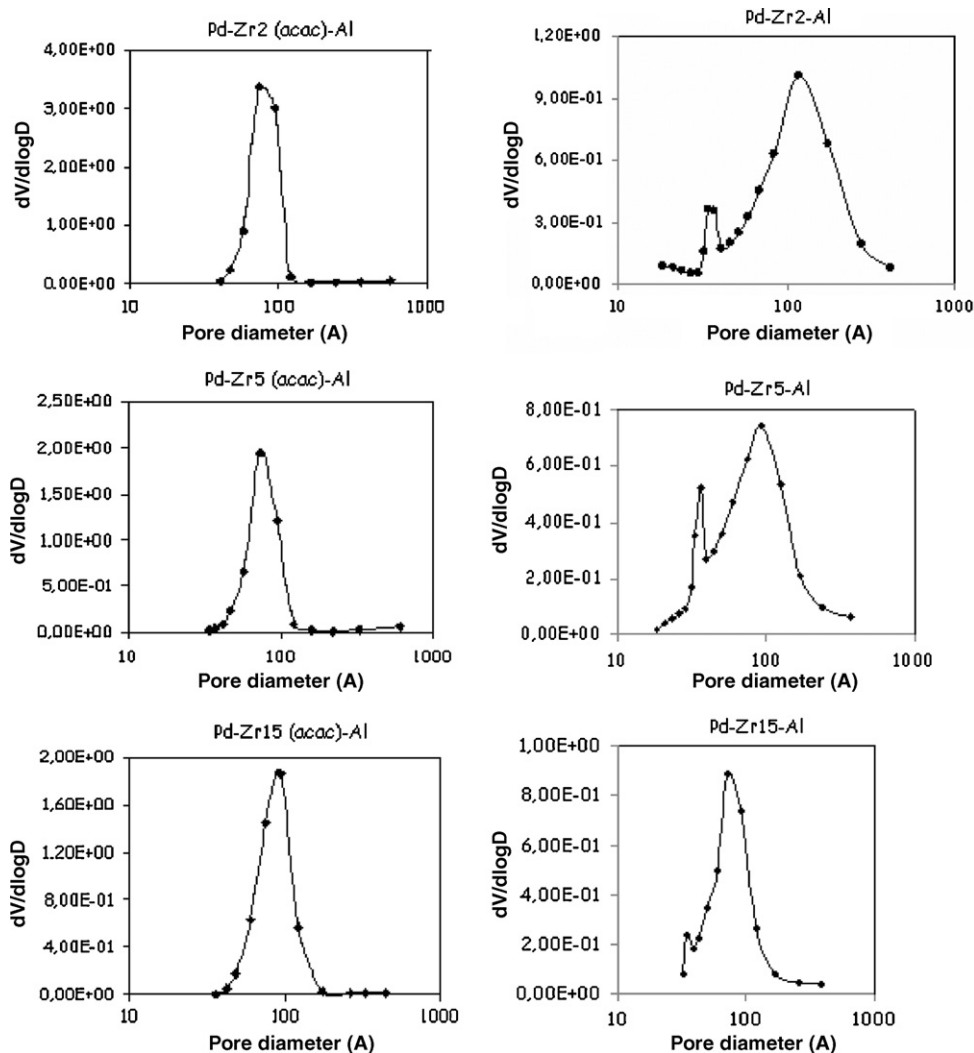 Pd-Zr2 (acac)-Al
4,00E+00
3,00E+00
2,00E+00
1,00E+00
0,00E+00
10
100
1000
dV/dlogD
Pore diameter (A)
Pd-Zr2-Al
1,20E+00
9,00E-01
6,00E-01
3,00E-01
0,00E+00
10
100
1000
dV/dlogD
Pore diameter (A)
Pd-Zr5 (acac)-Al
2,50E+00
2,00E+00
1,50E+00
1,00E+00
5,00E-01
0,00E+00
10
100
1000
dV/dlogD
Pore diameter (A)
Pd-Zr5-Al
8,00E-01
6,00E-01
4,00E-01
2,00E-01
0,00E+00
10
100
1000
dV/dlogD
Pore diameter (A)
Pd-Zr15 (acac)-Al
2,00E+00
1,60E+00
1,20E+00
8,00E-01
4,00E-01
0,00E+00
10
100
1000
dV/dlogD
Pore diameter (A)
Pd-Zr15-Al
1,00E+00
8,00E-01
6,00E-01
4,00E-01
2,00E-01
0,00E+00
10
100
1000
dV/dlogD
Pore diameter (A)